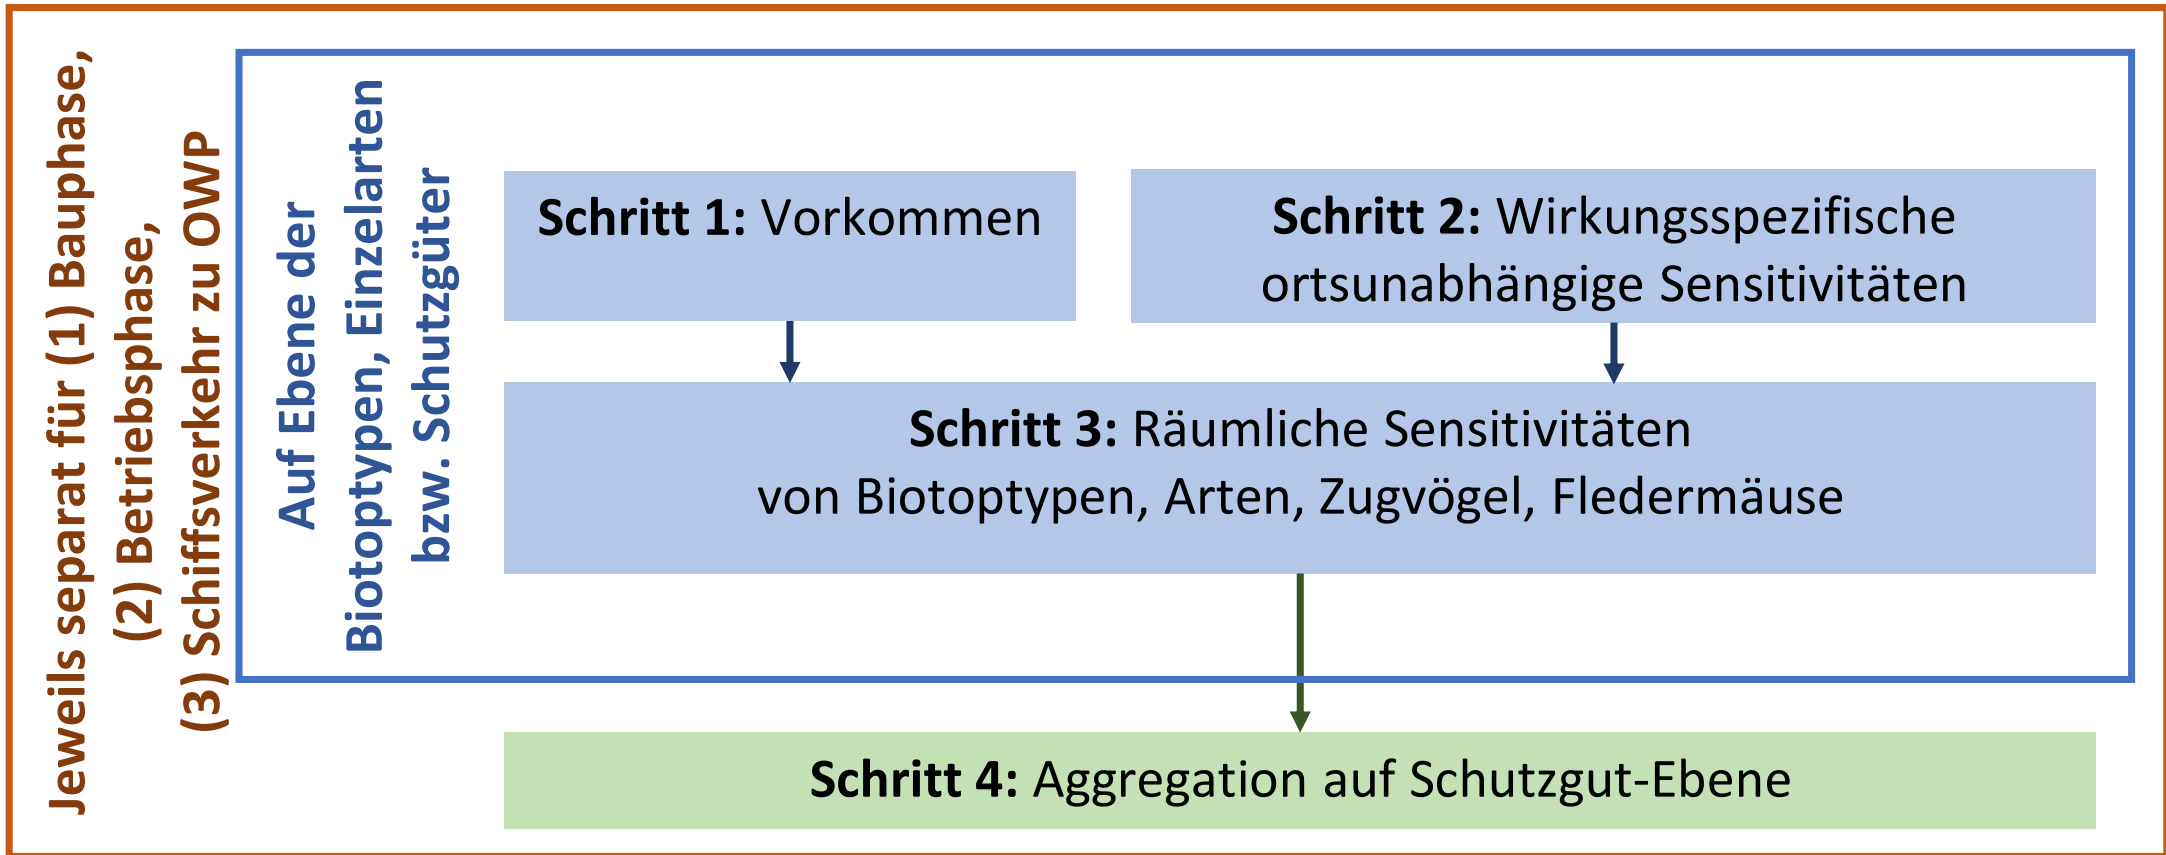 Jeweils separat für (1) Bauphase,
(2) Betriebsphase,
(3) Schiffsverkehr zu OWP
Auf Ebene der
Biotoptypen, Einzelarten
bzw. Schutzgüter
Schritt 1: Vorkommen
Schritt 2: Wirkungsspezifische
ortsunabhängige Sensitivitäten
Schritt 3: Räumliche Sensitivitäten
von Biotoptypen, Arten, Zugvögel, Fledermäuse
Schritt 4: Aggregation auf Schutzgut-Ebene